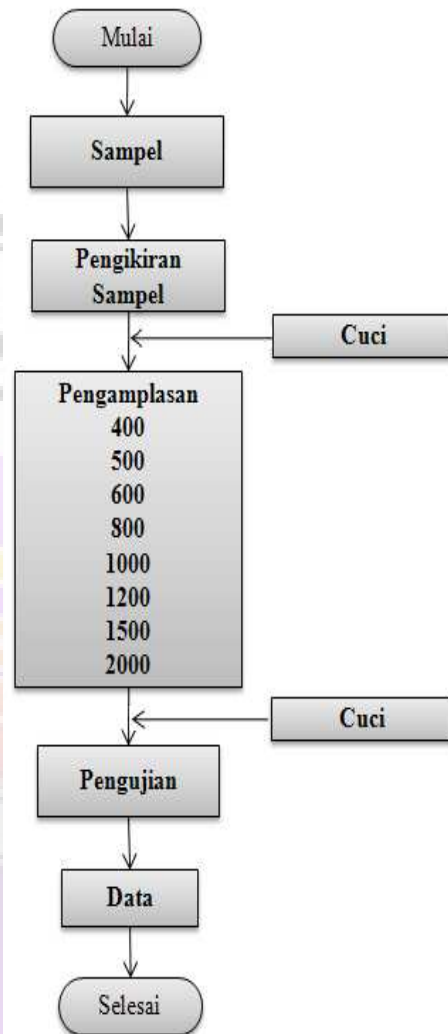 Mulai
Sampel
Pengikiran
Sampel
Cuci
Pengamplasan
400
500
600
800
1000
1200
1500
2000
Cuci
Pengujian
Data
Selesai